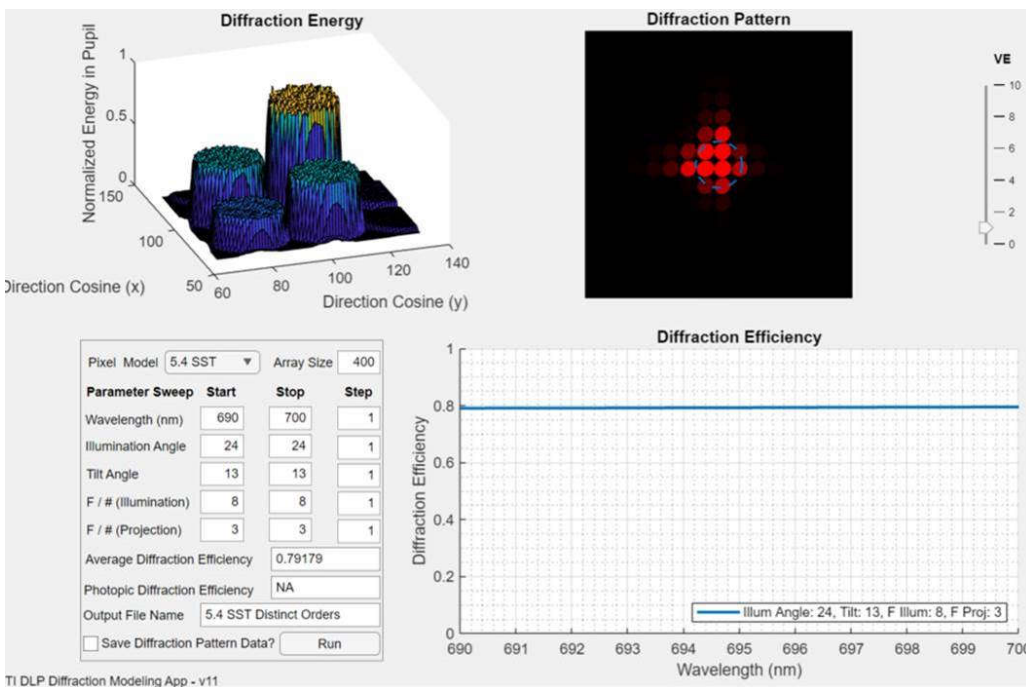 Diffraction Energy
Normalized Energy in Pupil
1
0.5
0
150
100
50
60
80
100
120
140
Direction Cosine (x)
Direction Cosine (y)
Diffraction Pattern
VE
10
8
6
4
2
0
Pixel Model 5.4 SST Array Size 400
Parameter Sweep Start Stop Step
Wavelength (nm) 690 700 1
Illumination Angle 24 24 1
Tilt Angle 13 13 1
F / # (Illumination) 8 8 1
F / # (Projection) 3 3 1
Average Diffraction Efficiency 0.79179
Photopic Diffraction Efficiency NA
Output File Name 5.4 SST Distinct Orders
Save Diffraction Pattern Data? Run
TI DLP Diffraction Modeling App - v11
Diffraction Efficiency
Diffraction Efficiency
1
0.8
0.6
0.4
0.2
0
Illum Angle: 24, Tilt: 13, F Illum: 8, F Proj: 3
690 691 692 693 694 695 696 697 698 699 700
Wavelength (nm)